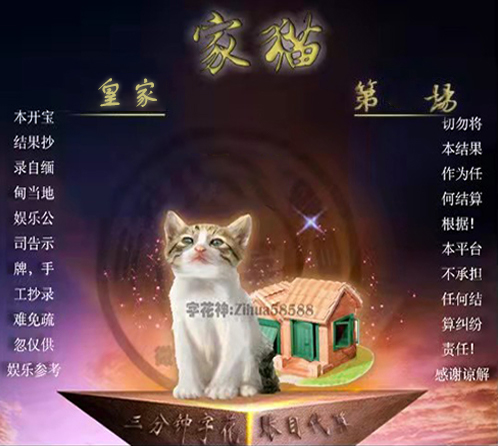 家猫
皇家
第 场
本开宝
结果抄
录自缅
甸当地
娱乐公
司告示
牌，手
工抄录
难免疏
忽仅供
娱乐参考
切勿将
本结果
作为任
何结算
根据！
本平台
不承担
任何结
算纠纷
责任！
感谢谅解
字花神:Zihua58588
三分钟字花